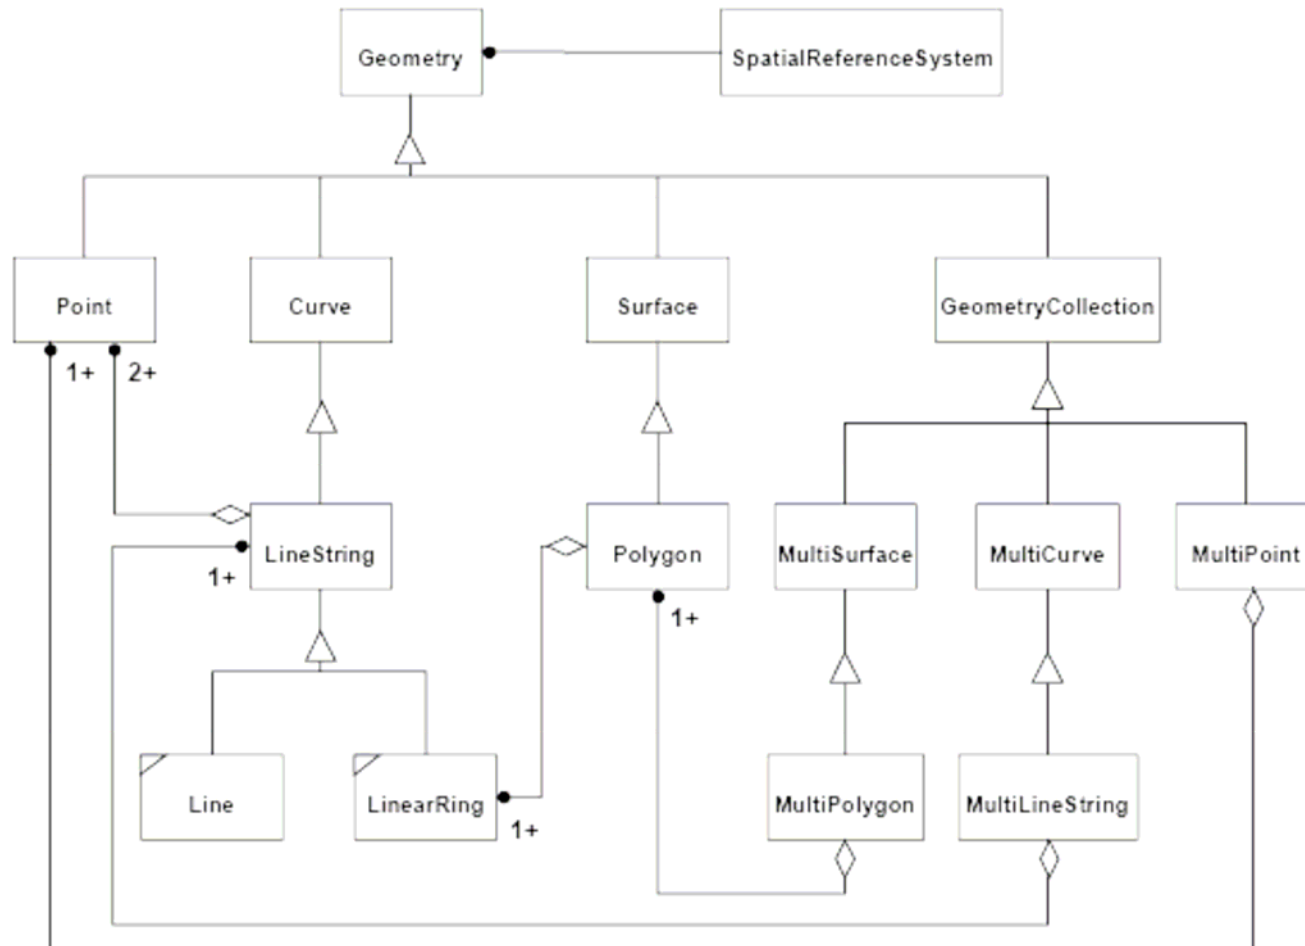 Geometry
SpatialReferenceSystem
Point
Curve
Surface
GeometryCollection
1+
2+
LineString
1+
Polygon
1+
MultiSurface
MultiCurve
MultiPoint
Line
LinearRing
1+
MultiPolygon
MultiLineString